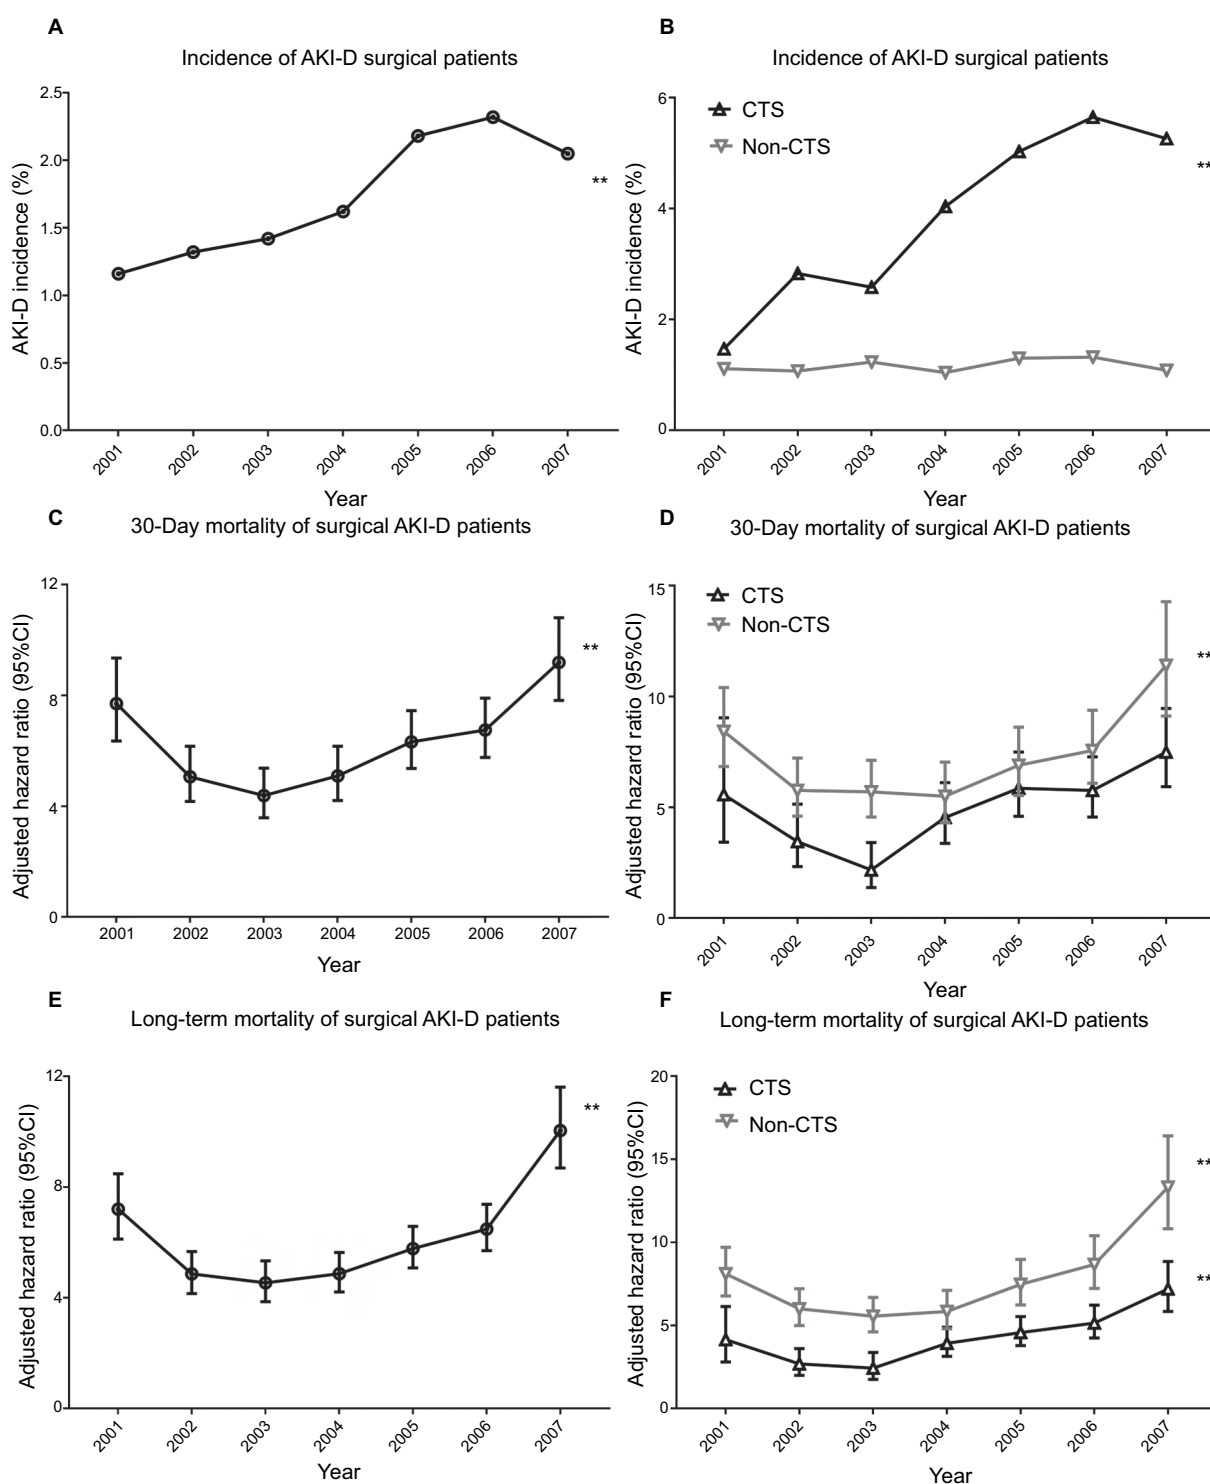 A
Incidence of AKI-D surgical patients
AKI-D incidence (%)
2.5
2.0
1.5
1.0
0.5
0.0
**
2001 2002 2003 2004 2005 2006 2007
Year
B
Incidence of AKI-D surgical patients
AKI-D incidence (%)
6
4
2
0
CTS
Non-CTS
**
2001 2002 2003 2004 2005 2006 2007
Year
C
30-Day mortality of surgical AKI-D patients
Adjusted hazard ratio (95%CI)
12
8
4
0
**
2001 2002 2003 2004 2005 2006 2007
Year
D
30-Day mortality of surgical AKI-D patients
Adjusted hazard ratio (95%CI)
15
10
5
0
CTS
Non-CTS
**
2001 2002 2003 2004 2005 2006 2007
Year
E
Long-term mortality of surgical AKI-D patients
Adjusted hazard ratio (95%CI)
12
8
4
0
**
2001 2002 2003 2004 2005 2006 2007
Year
F
Long-term mortality of surgical AKI-D patients
Adjusted hazard ratio (95%CI)
20
15
10
5
0
CTS
Non-CTS
**
**
2001 2002 2003 2004 2005 2006 2007
Year